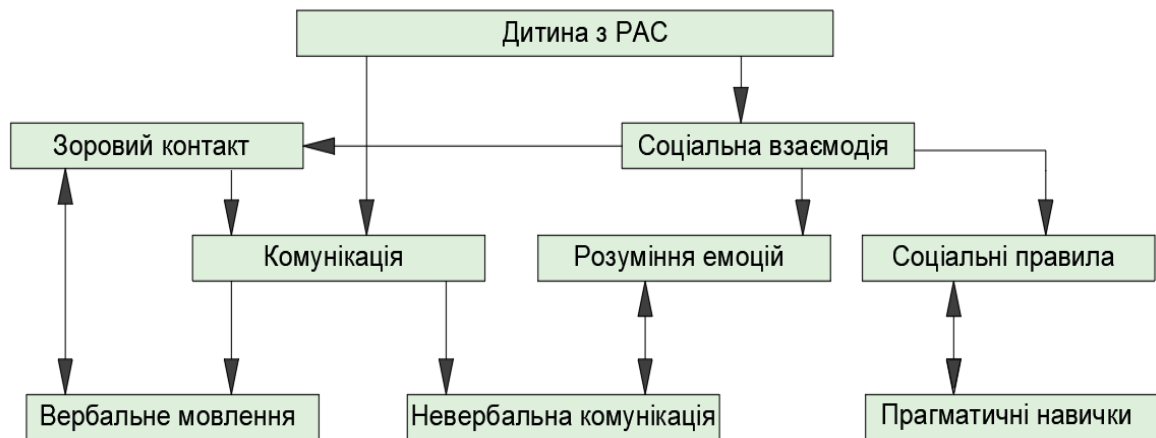 Дитина з РАС
Зоровий контакт
Соціальна взаємодія
Комунікація
Розуміння емоцій
Соціальні правила
Вербальне мовлення
Невербальна комунікація
Прагматичні навички